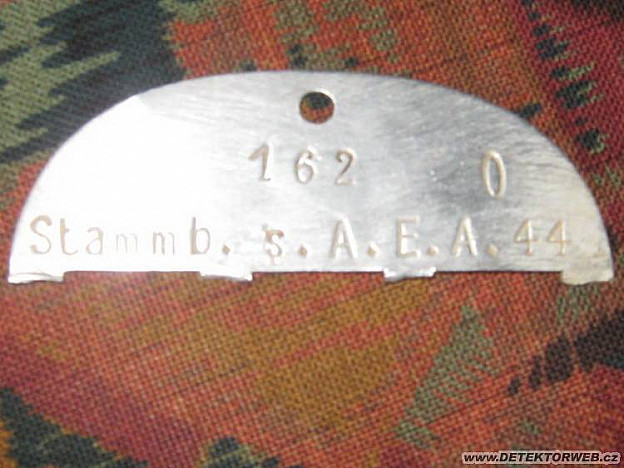 162 0
Stammb. s.A.E.A.44
www.DETEKTORWEB.cz